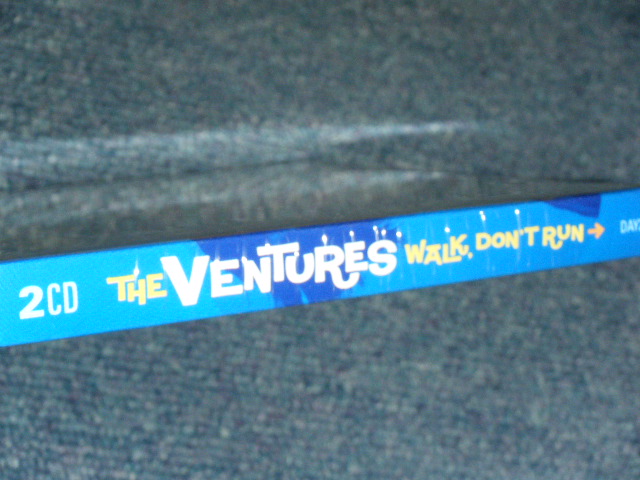 2CD THE VENTURES WALK, DON'T RUN →